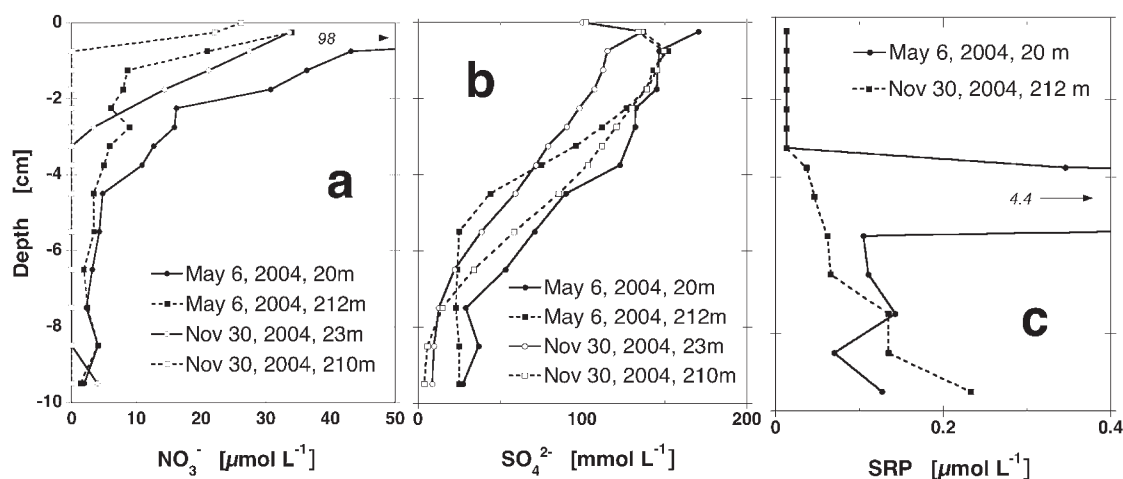 a
98
0
-2
-4
-6
-8
-10
Depth [cm]
0 10 20 30 40 50
NO₃⁻ [µmol L⁻¹]
May 6, 2004, 20m
May 6, 2004, 212m
Nov 30, 2004, 23m
Nov 30, 2004, 210m
b
0 100 200
SO₄²⁻ [mmol L⁻¹]
May 6, 2004, 20m
May 6, 2004, 212m
Nov 30, 2004, 23m
Nov 30, 2004, 210m
c
May 6, 2004, 20 m
Nov 30, 2004, 212 m
4.4
0 0.2 0.4
SRP [µmol L⁻¹]